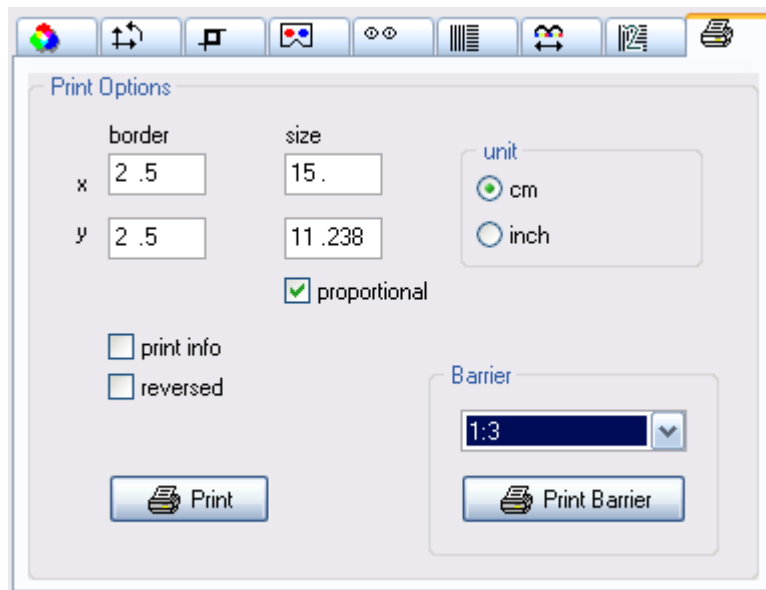 Print Options
border size
x 2 .5 15 .
y 2 .5 11 .238
proportional
unit
cm
inch
print info
reversed
Barrier
1:3
Print
Print Barrier